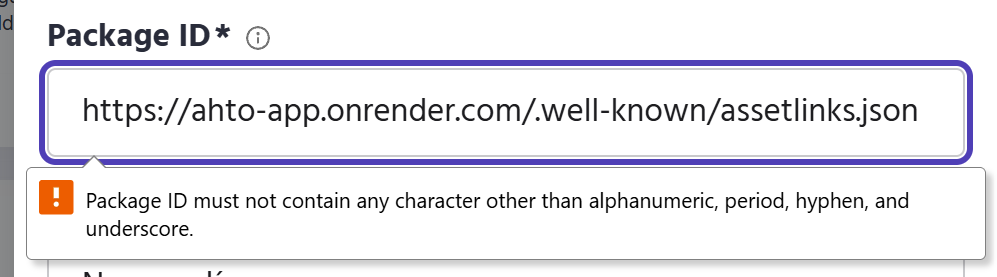 Package ID*
https://ahto-app.onrender.com/.well-known/assetlinks.json
Package ID must not contain any character other than alphanumeric, period, hyphen, and
underscore.